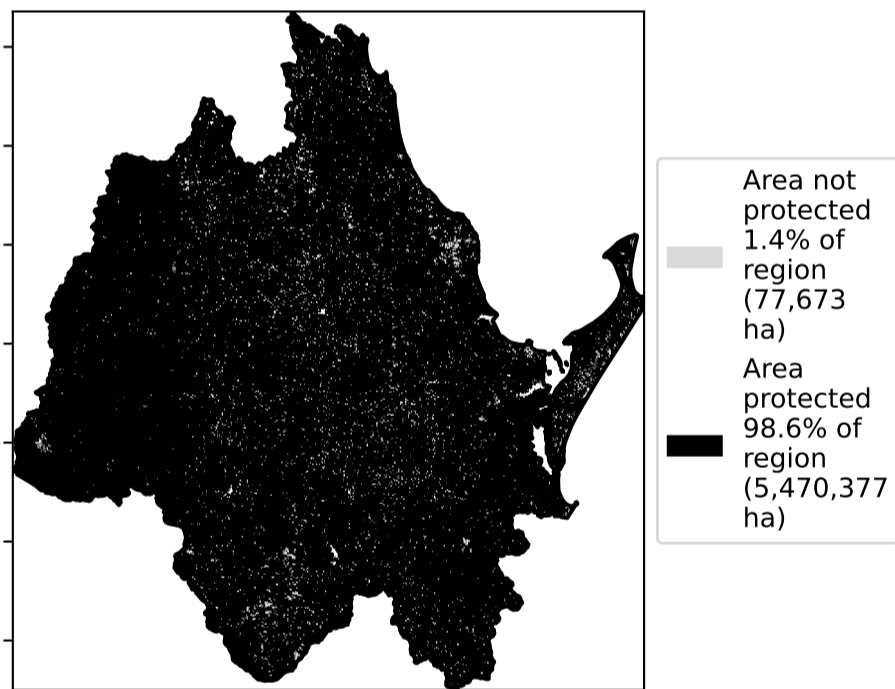 Area not
protected
1.4% of
region
(77,673
ha)
Area
protected
98.6% of
region
(5,470,377
ha)